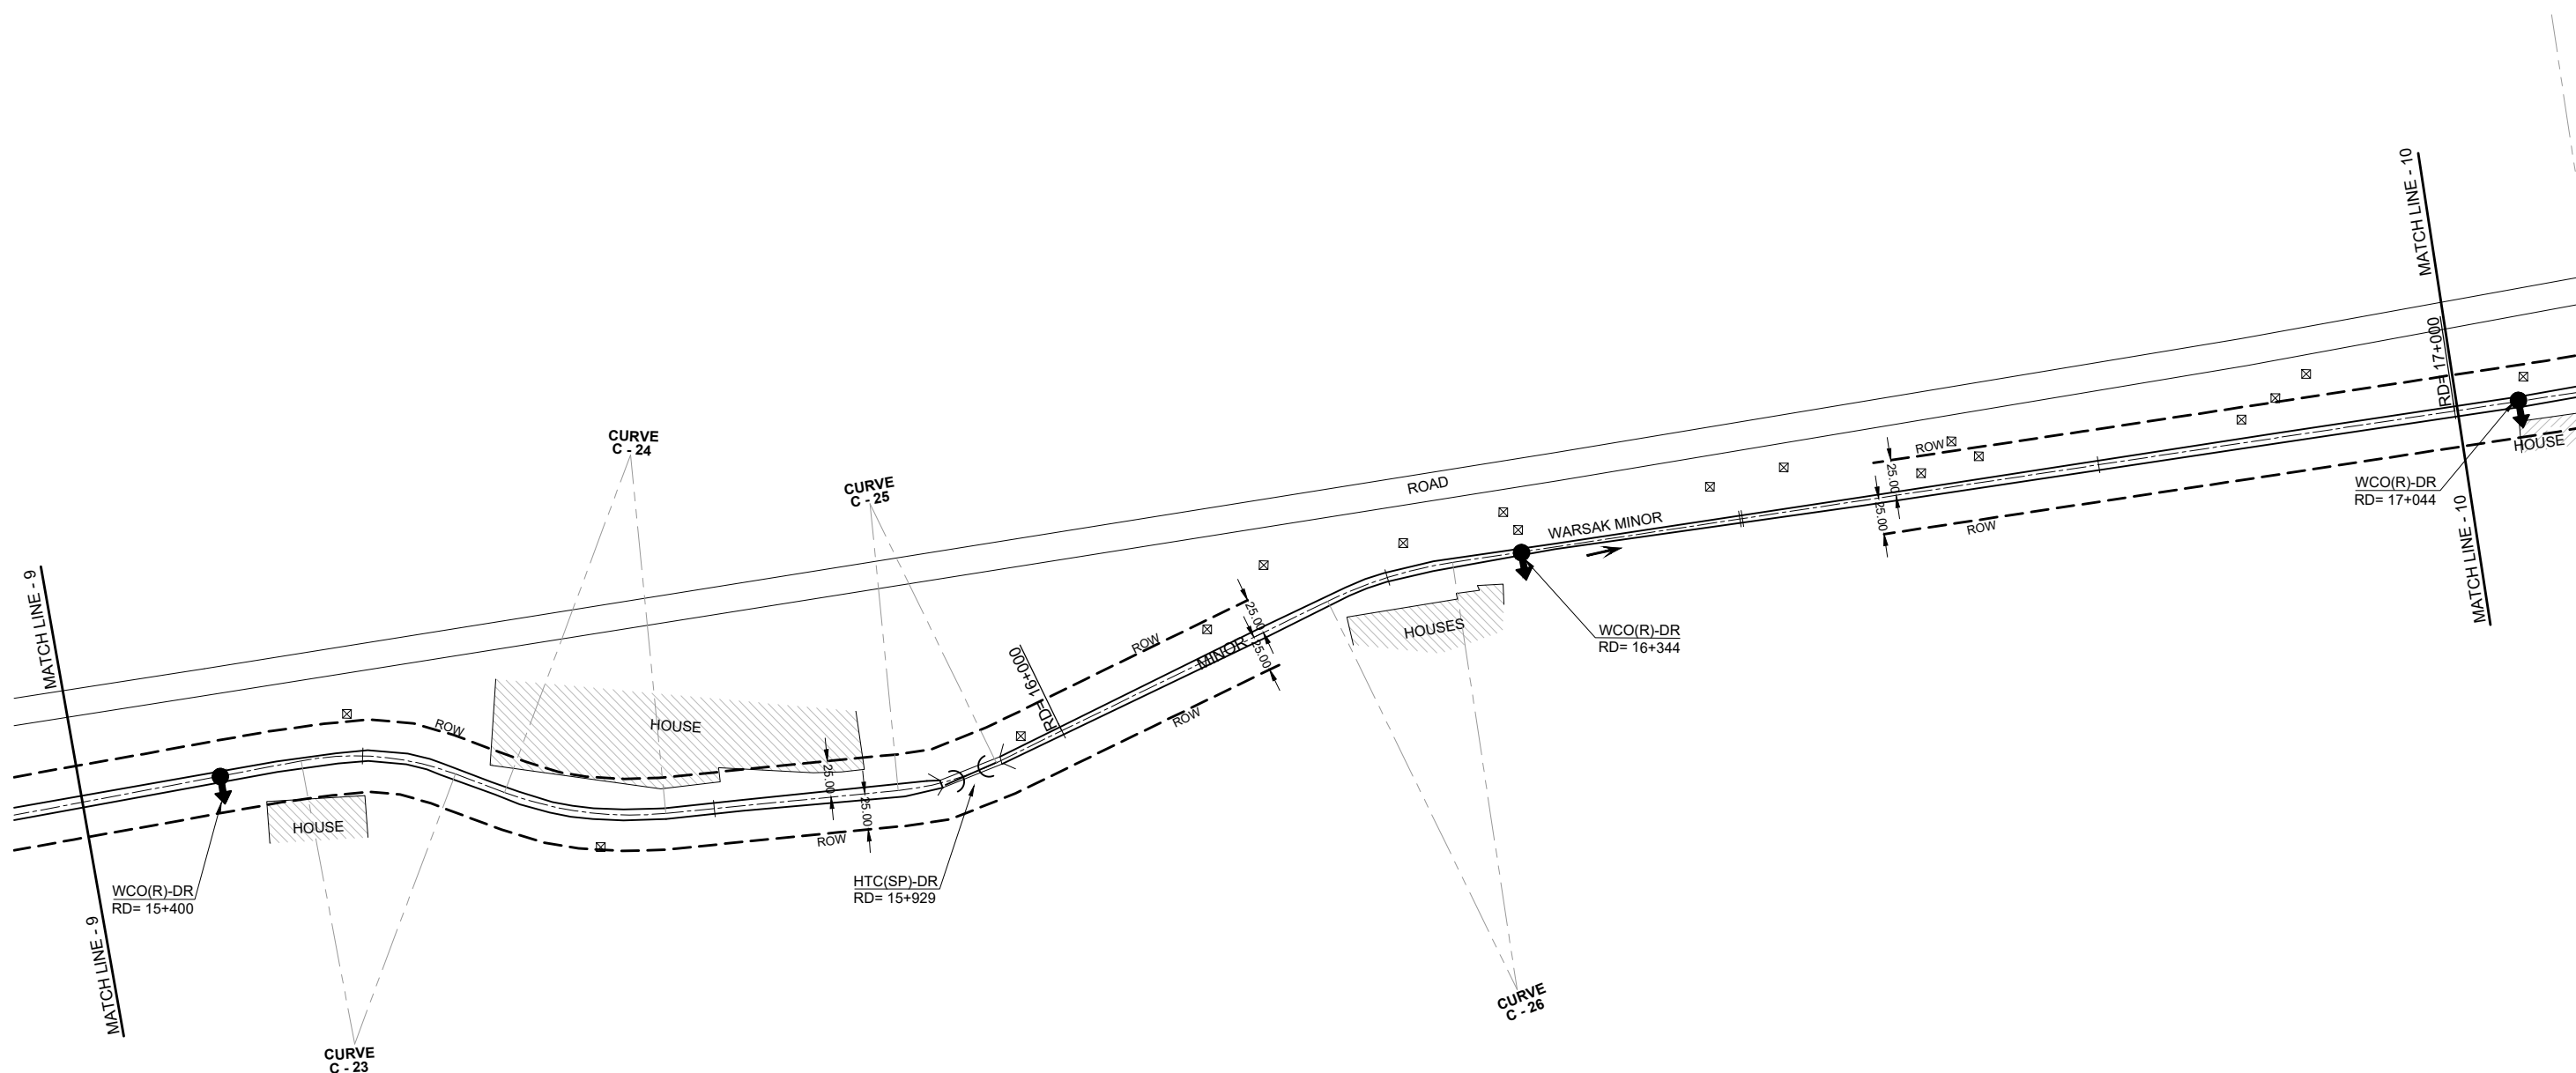 MATCH LINE - 10
RD= 17+000
CURVE
C - 24
CURVE
C - 25
ROAD
WARSAK MINOR
ROW
25.00
25.00
ROW
HOUSE
WCO(R)-DR
RD= 17+044
MATCH LINE - 10
MATCH LINE - 9
ROW
HOUSE
25.00
25.00
ROW
RD= 16+000
ROW
MINOR
25.00
25.00
ROW
HOUSES
WCO(R)-DR
RD= 16+344
HOUSE
WCO(R)-DR
RD= 15+400
HTC(SP)-DR
RD= 15+929
MATCH LINE - 9
CURVE
C - 23
CURVE
C - 26